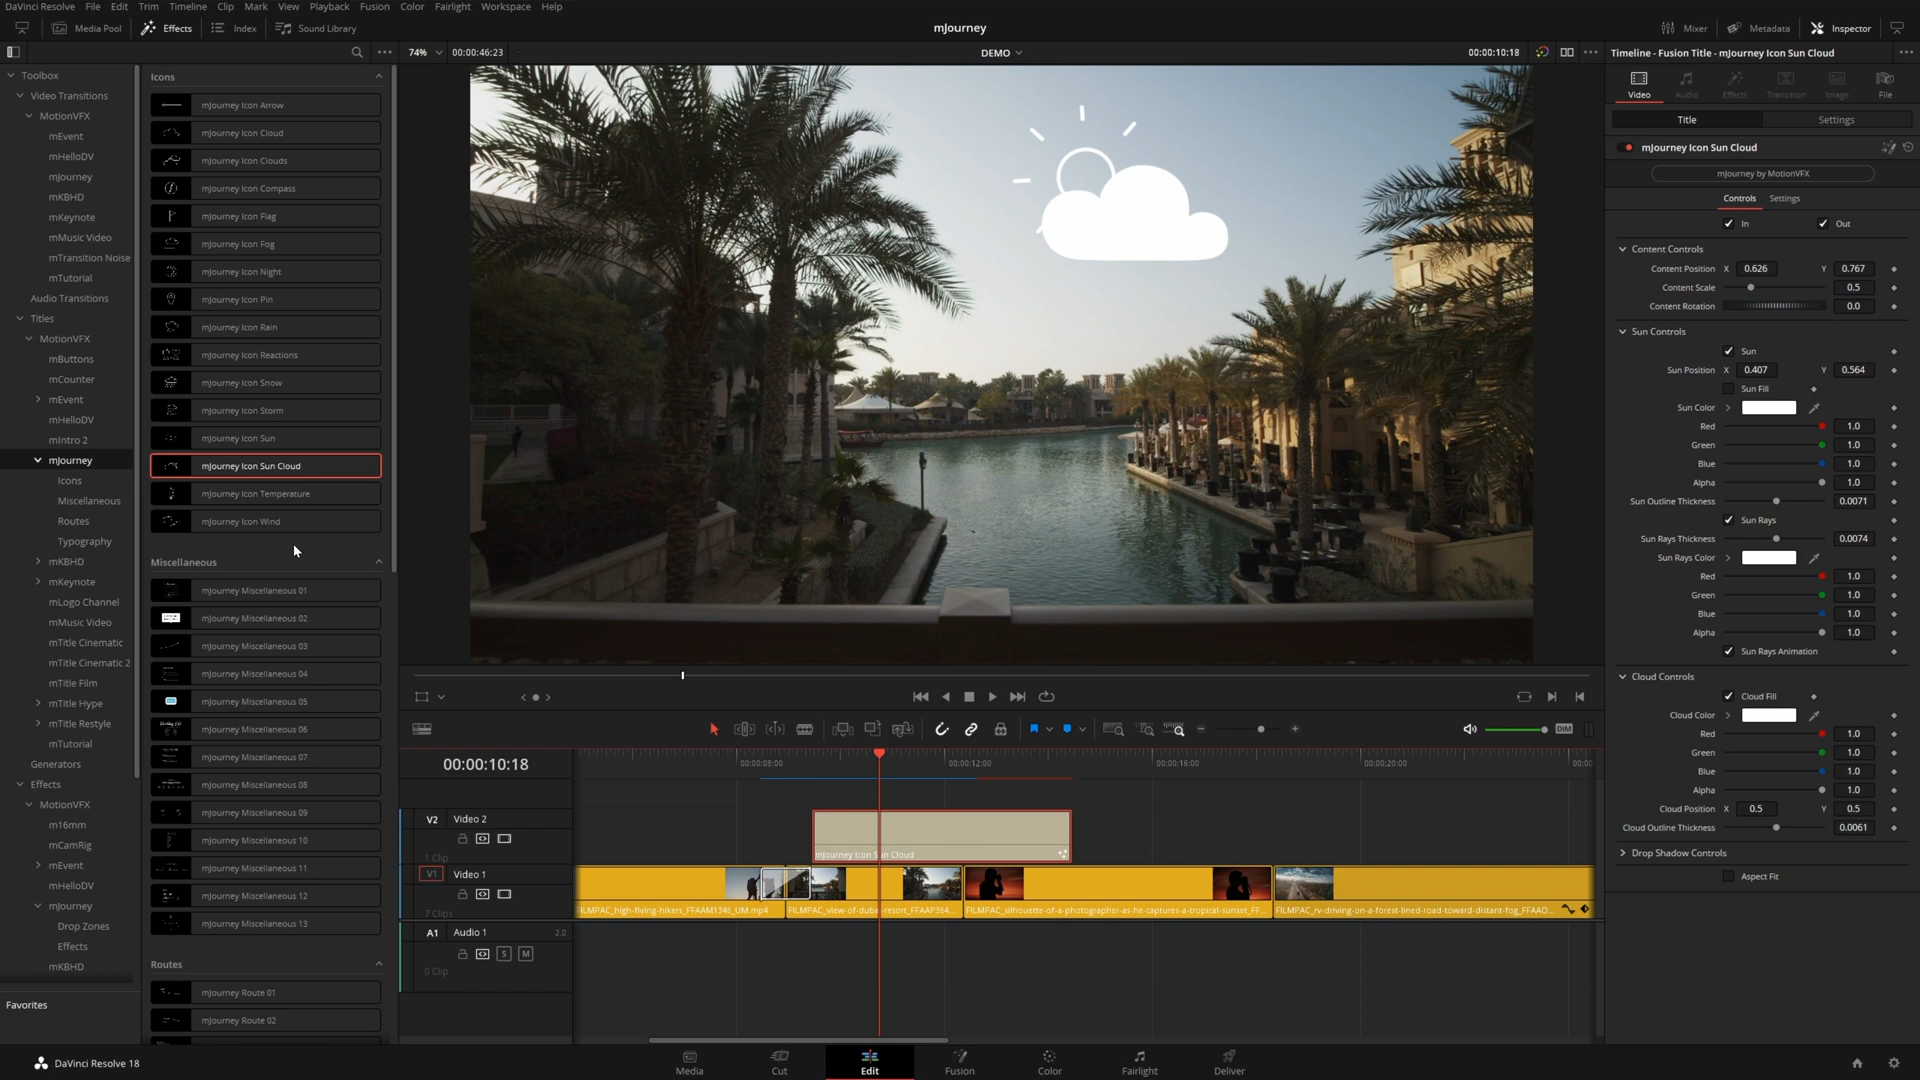 DaVinci Resolve File Edit Trim Timeline Clip Mark View Playback Fusion Color Fairlight Workspace Help
Media Pool Effects Index Sound Library mJourney Mixer Metadata Inspector
74% 00:00:46:23 DEMO 00:00:10:18 Timeline - Fusion Title - mJourney Icon Sun Cloud
Toolbox
Video Transitions
MotionVFX
mEvent
mHelloDV
mJourney
mKBHD
mKeynote
mMusic Video
mTransition Noise
mTutorial
Audio Transitions
Titles
MotionVFX
mButtons
mCounter
mEvent
mHelloDV
mIntro 2
mJourney
Icons
Miscellaneous
Routes
Typography
mKBHD
mKeynote
mLogo Channel
mMusic Video
mTitle Cinematic
mTitle Cinematic 2
mTitle Film
mTitle Hype
mTitle Restyle
mTutorial
Generators
Effects
MotionVFX
m16mm
mCamRig
mEvent
mHelloDV
mJourney
Drop Zones
Effects
mKBHD
Favorites
Icons
mJourney Icon Arrow
mJourney Icon Cloud
mJourney Icon Clouds
mJourney Icon Compass
mJourney Icon Flag
mJourney Icon Fog
mJourney Icon Night
mJourney Icon Pin
mJourney Icon Rain
mJourney Icon Reactions
mJourney Icon Snow
mJourney Icon Storm
mJourney Icon Sun
mJourney Icon Sun Cloud
mJourney Icon Temperature
mJourney Icon Wind
Miscellaneous
mJourney Miscellaneous 01
mJourney Miscellaneous 02
mJourney Miscellaneous 03
mJourney Miscellaneous 04
mJourney Miscellaneous 05
mJourney Miscellaneous 06
mJourney Miscellaneous 07
mJourney Miscellaneous 08
mJourney Miscellaneous 09
mJourney Miscellaneous 10
mJourney Miscellaneous 11
mJourney Miscellaneous 12
mJourney Miscellaneous 13
Routes
mJourney Route 01
mJourney Route 02
DIM
00:00:10:18 00:00:08:00 00:00:12:00 00:00:16:00 00:00:20:00 00:00
V2 Video 2
1 Clip
mJourney Icon Sun Cloud
V1 Video 1
7 Clips
FILMPAC_high-fiving-hikers_FFAAM1346_UM.mp4 FILMPAC_view-of-dubai-resort_FFAAP364... FILMPAC_silhouette-of-a-photographer-as-he-captures-a-tropical-sunset_FF... FILMPAC_rv-driving-on-a-forest-lined-road-toward-distant-fog_FFAAO...
A1 Audio 1 2.0
S M
0 Clip
Video Audio Effects Transition Image File
Title Settings
mJourney Icon Sun Cloud
mJourney by MotionVFX
Controls Settings
In Out
Content Controls
Content Position X 0.626 Y 0.767
Content Scale 0.5
Content Rotation 0.0
Sun Controls
Sun
Sun Position X 0.407 Y 0.564
Sun Fill
Sun Color
Red 1.0
Green 1.0
Blue 1.0
Alpha 1.0
Sun Outline Thickness 0.0071
Sun Rays
Sun Rays Thickness 0.0074
Sun Rays Color
Red 1.0
Green 1.0
Blue 1.0
Alpha 1.0
Sun Rays Animation
Cloud Controls
Cloud Fill
Cloud Color
Red 1.0
Green 1.0
Blue 1.0
Alpha 1.0
Cloud Position X 0.5 Y 0.5
Cloud Outline Thickness 0.0061
Drop Shadow Controls
Aspect Fit
DaVinci Resolve 18 Media Cut Edit Fusion Color Fairlight Deliver